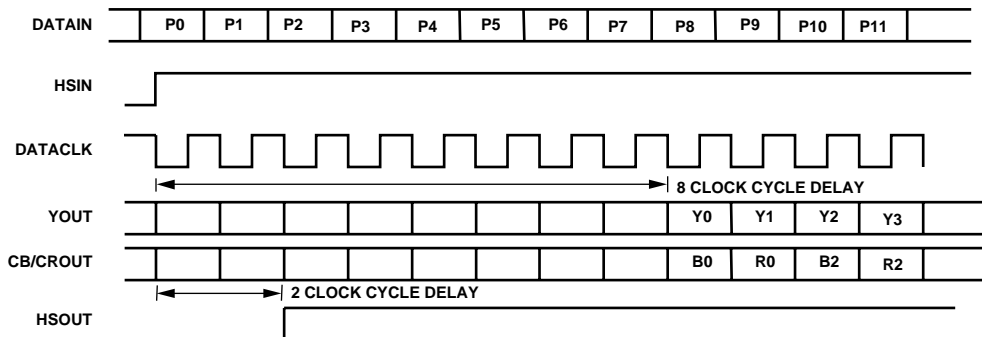 DATAIN P0 P1 P2 P3 P4 P5 P6 P7 P8 P9 P10 P11
HSIN
DATACLK
8 CLOCK CYCLE DELAY
YOUT Y0 Y1 Y2 Y3
CB/CROUT B0 R0 B2 R2
2 CLOCK CYCLE DELAY
HSOUT